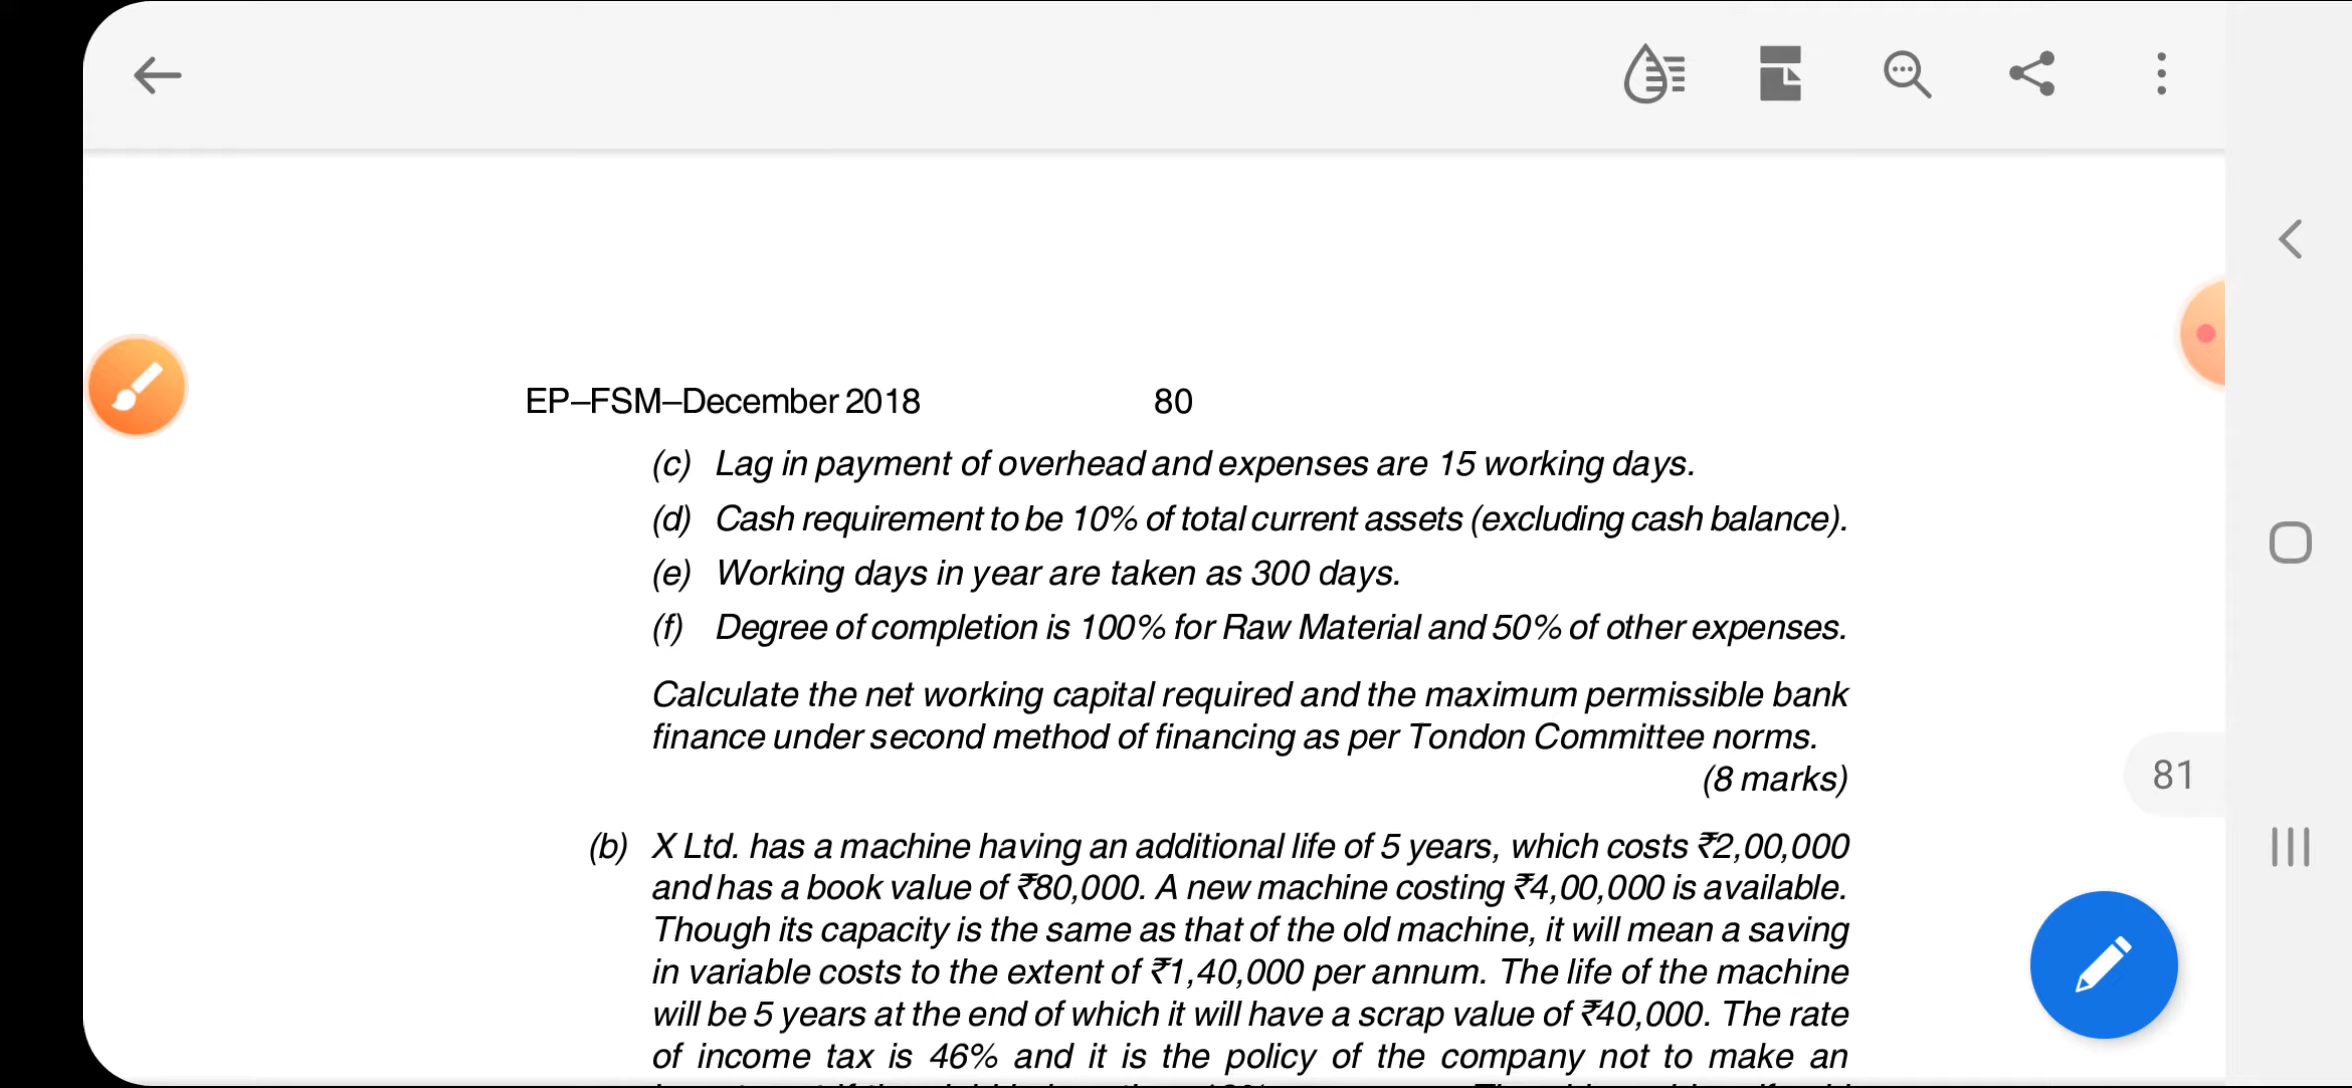 EP–FSM–December 2018 80
(c) Lag in payment of overhead and expenses are 15 working days.
(d) Cash requirement to be 10% of total current assets (excluding cash balance).
(e) Working days in year are taken as 300 days.
(f) Degree of completion is 100% for Raw Material and 50% of other expenses.
Calculate the net working capital required and the maximum permissible bank
finance under second method of financing as per Tondon Committee norms.
(8 marks)
81
(b) X Ltd. has a machine having an additional life of 5 years, which costs ₹2,00,000
and has a book value of ₹80,000. A new machine costing ₹4,00,000 is available.
Though its capacity is the same as that of the old machine, it will mean a saving
in variable costs to the extent of ₹1,40,000 per annum. The life of the machine
will be 5 years at the end of which it will have a scrap value of ₹40,000. The rate
of income tax is 46% and it is the policy of the company not to make an